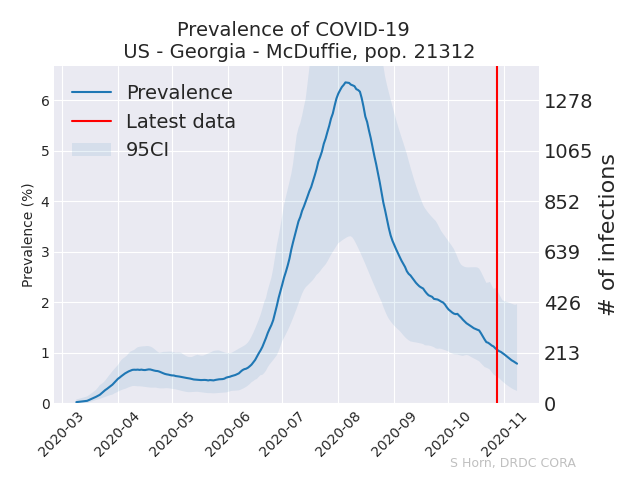 Prevalence of COVID-19
US - Georgia - McDuffie, pop. 21312
Prevalence
Latest data
95CI
Prevalence (%)
6
5
4
3
2
1
0
1278
1065
852
639
426
213
0
# of infections
2020-03
2020-04
2020-05
2020-06
2020-07
2020-08
2020-09
2020-10
2020-11
S Horn, DRDC CORA